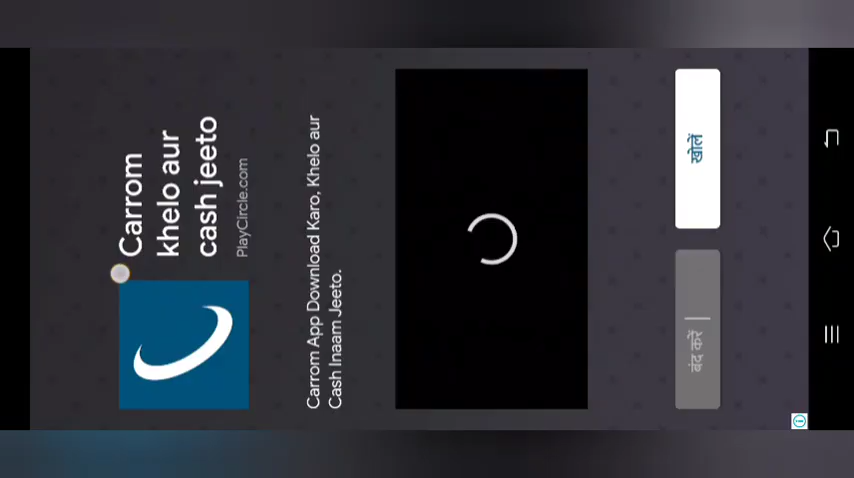 Carrom
khelo aur
cash jeeto
PlayCircle.com
Carrom App Download Karo, Khelo aur
Cash Inaam Jeeto.
बंद करें
खोलें